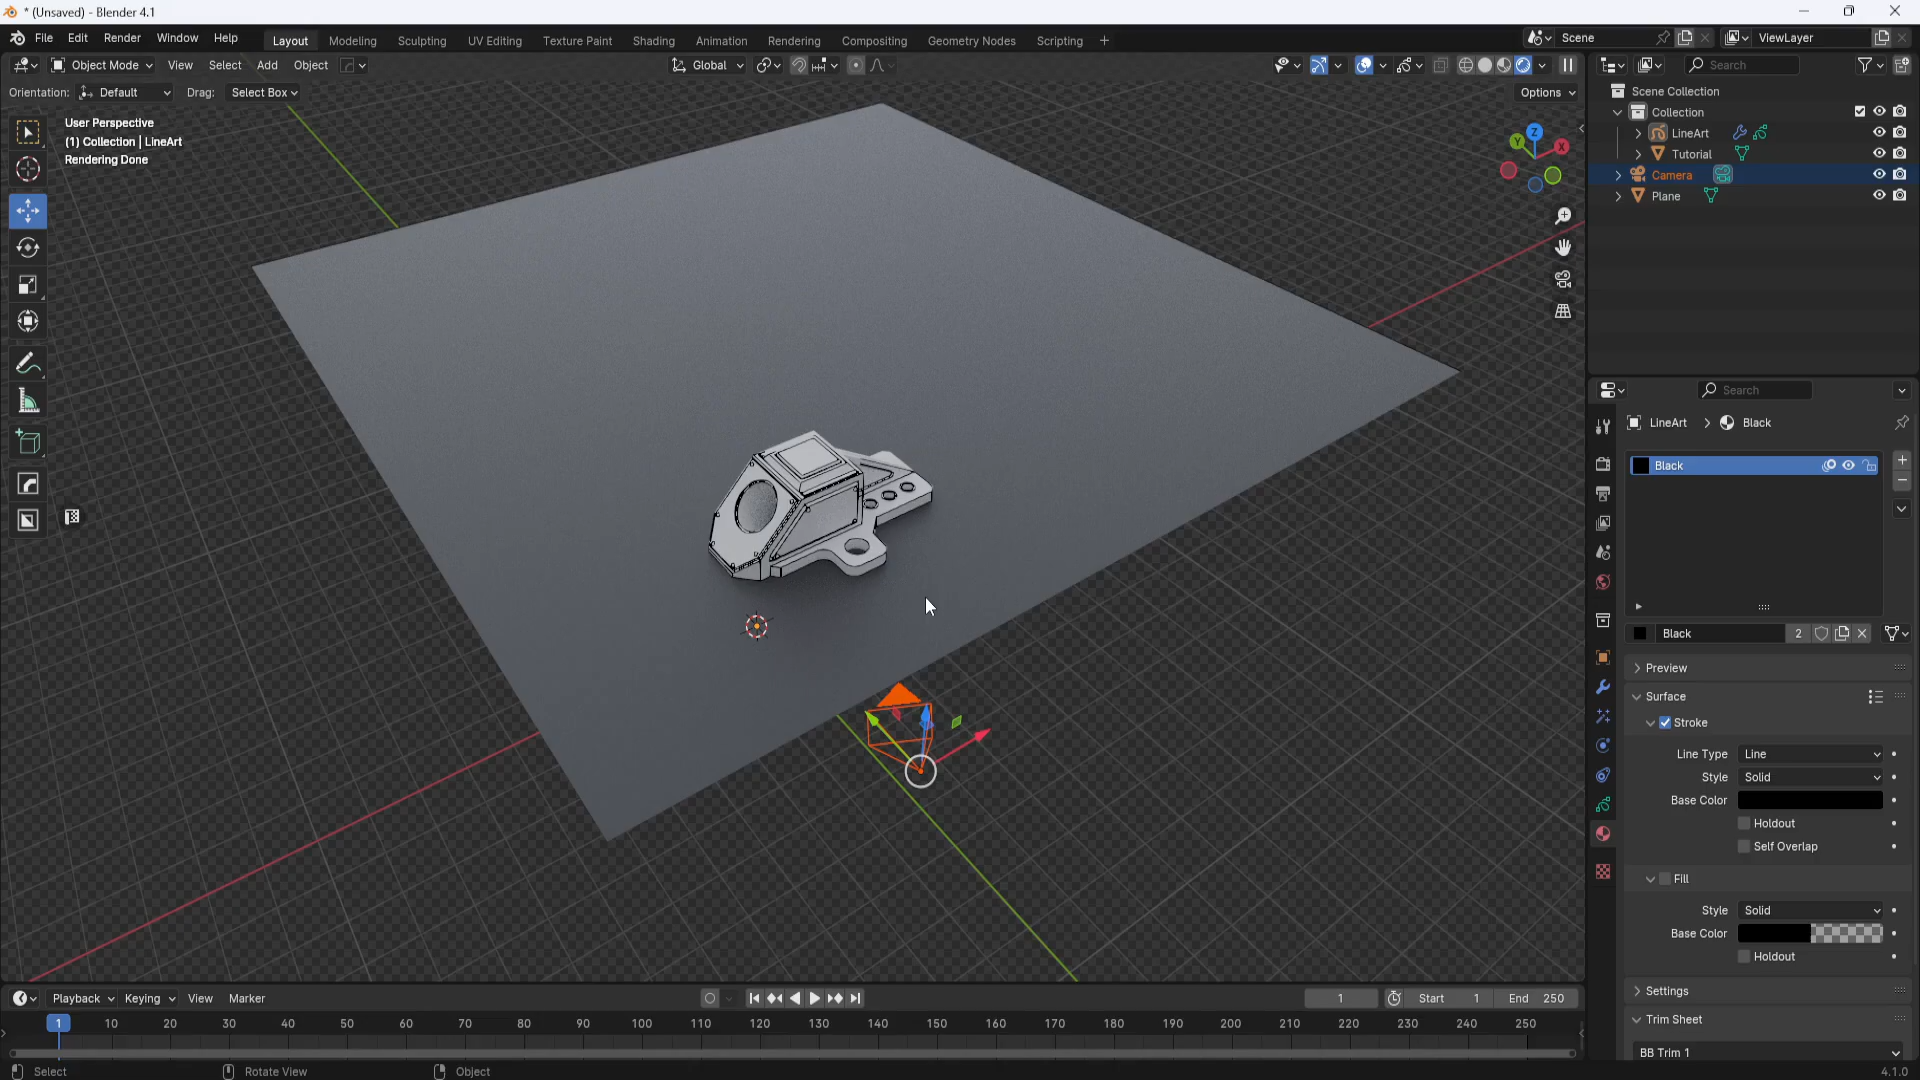 * (Unsaved) - Blender 4.1
File Edit Render Window Help
Layout Modeling Sculpting UV Editing Texture Paint Shading Animation Rendering Compositing Geometry Nodes Scripting +
Scene
ViewLayer
Object Mode View Select Add Object
Global
Search
Orientation: Default Drag: Select Box
Options
User Perspective
(1) Collection | LineArt
Rendering Done
Z
Y
X
Scene Collection
Collection
LineArt
Tutorial
Camera
Plane
Search
LineArt > Black
Black
Black 2
Preview
Surface
Stroke
Line Type Line
Style Solid
Base Color
Holdout
Self Overlap
Fill
Style Solid
Base Color
Holdout
Settings
Trim Sheet
BB Trim 1
Playback Keying View Marker
1 Start 1 End 250
1 10 20 30 40 50 60 70 80 90 100 110 120 130 140 150 160 170 180 190 200 210 220 230 240 250
Select Rotate View Object
4.1.0